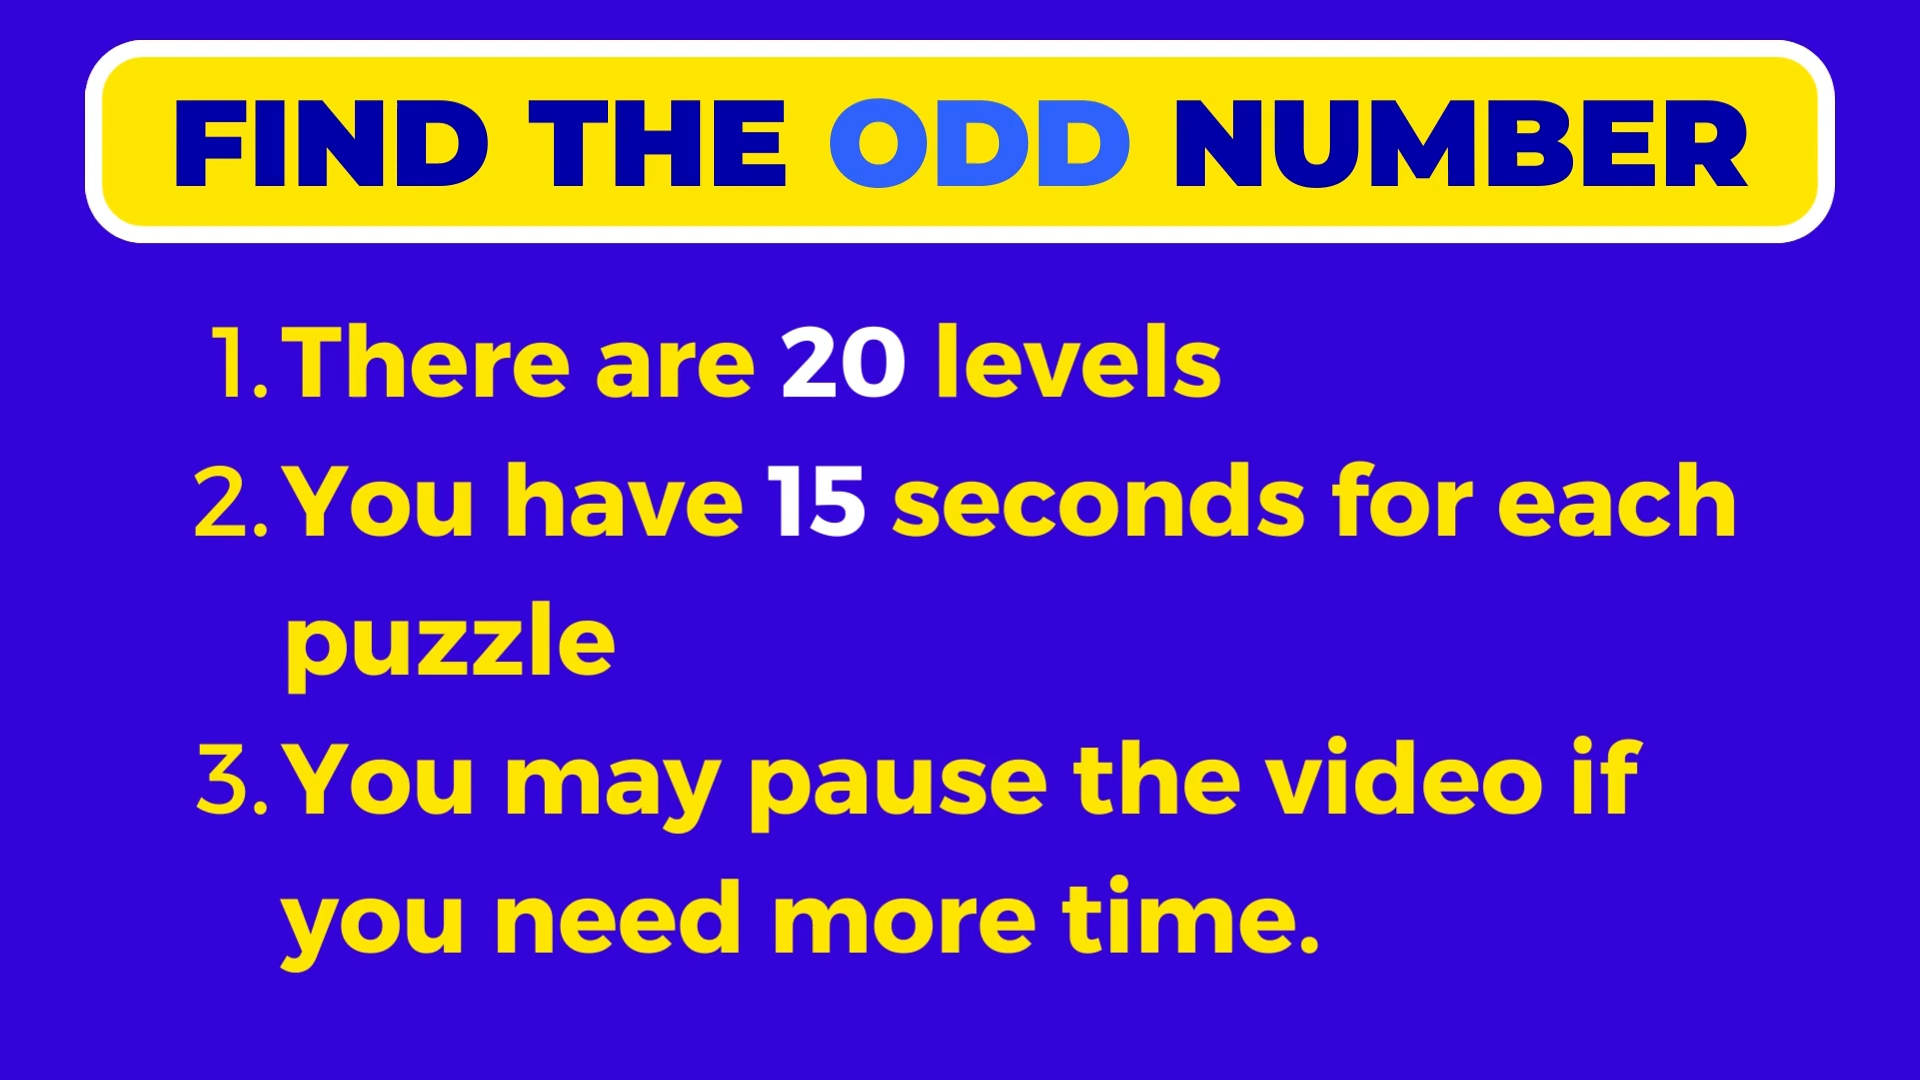 FIND THE ODD NUMBER
1. There are 20 levels
2. You have 15 seconds for each
puzzle
3. You may pause the video if
you need more time.